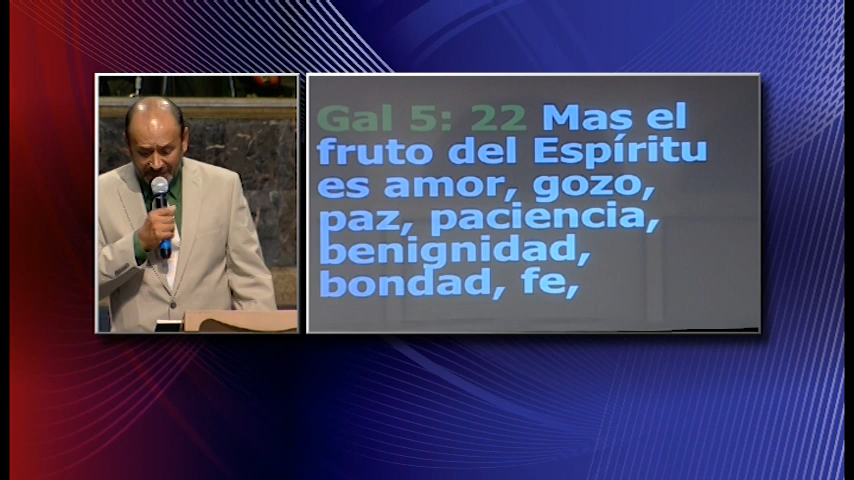 Gal 5: 22 Mas el
fruto del Espíritu
es amor, gozo,
paz, paciencia,
benignidad,
bondad, fe,